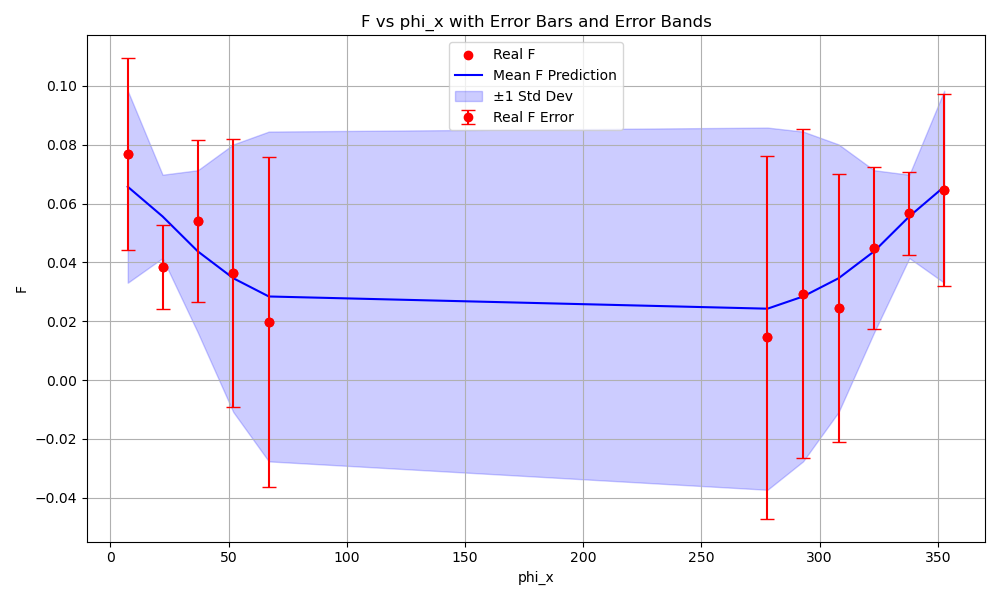 F vs phi_x with Error Bars and Error Bands
Real F
Mean F Prediction
±1 Std Dev
Real F Error
0.10
0.08
0.06
0.04
0.02
0.00
−0.02
−0.04
F
0 50 100 150 200 250 300 350
phi_x